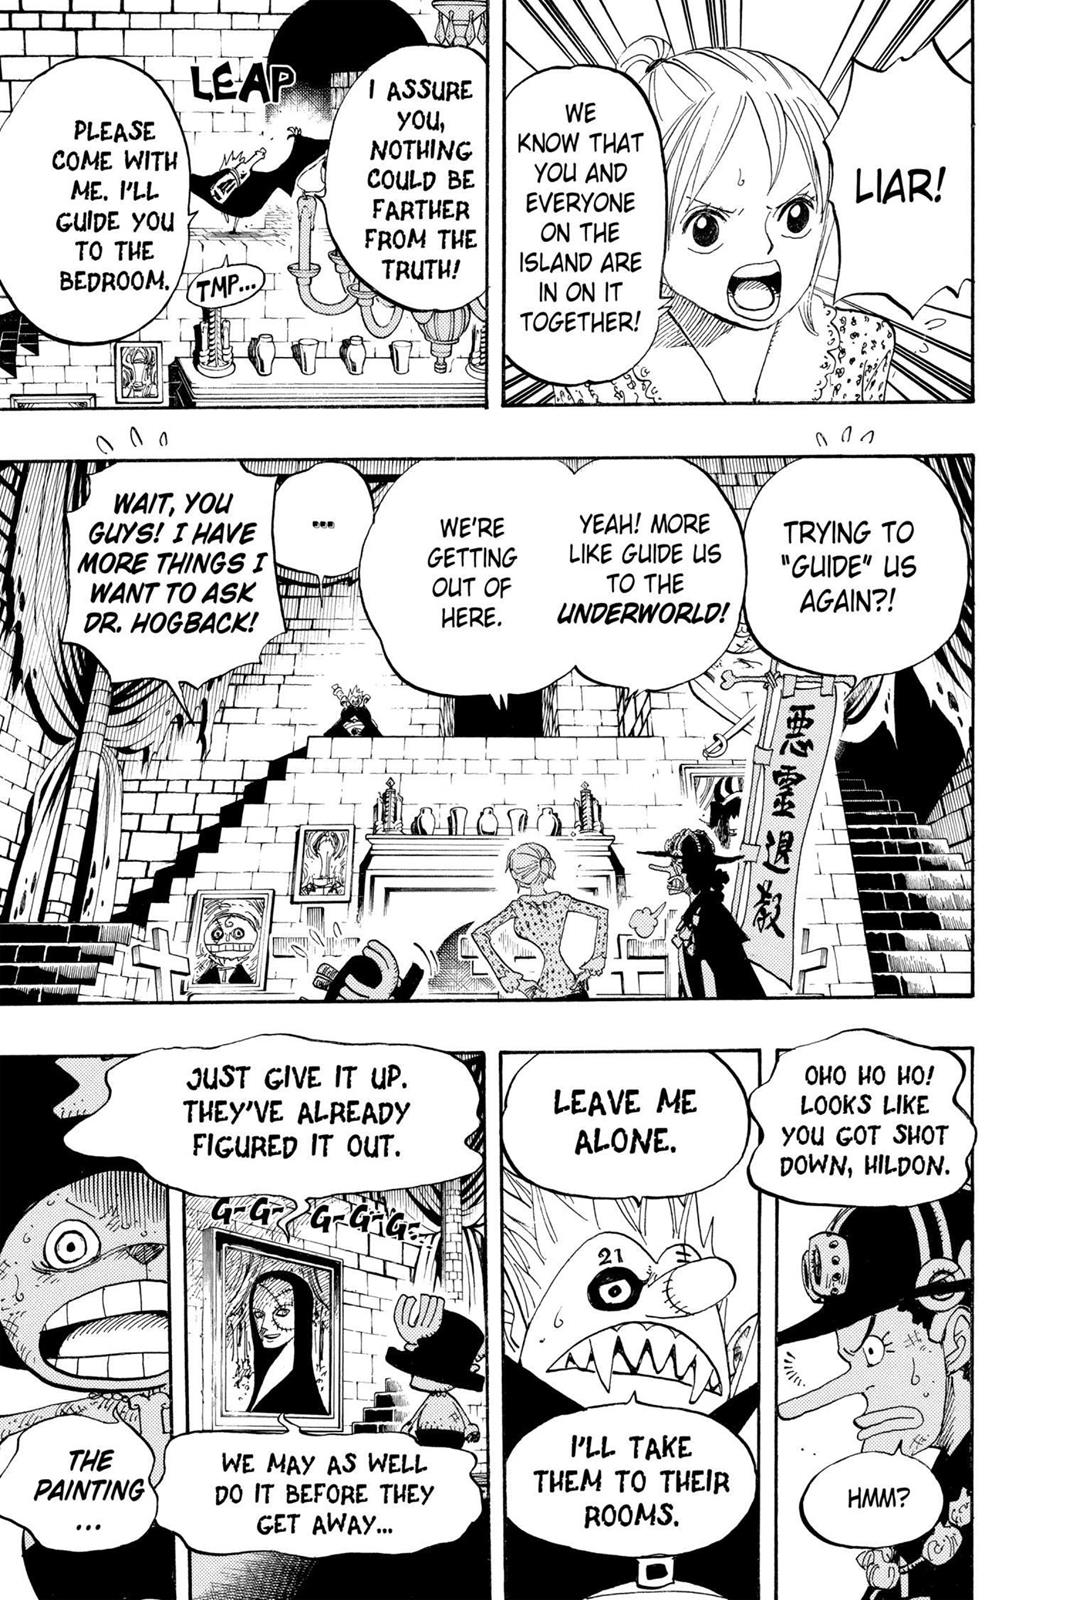 LIAR!
WE
KNOW THAT
YOU AND
EVERYONE
ON THE
ISLAND ARE
IN ON IT
TOGETHER!
I ASSURE
YOU,
NOTHING
COULD BE
FARTHER
FROM THE
TRUTH!
LEAP
TMP...
PLEASE
COME WITH
ME. I'LL
GUIDE YOU
TO THE
BEDROOM.
TRYING TO
"GUIDE" US
AGAIN?!
YEAH! MORE
LIKE GUIDE US
TO THE
UNDERWORLD!
WE'RE
GETTING
OUT OF
HERE.
...
WAIT, YOU
GUYS! I HAVE
MORE THINGS I
WANT TO ASK
DR. HOGBACK!
悪霊退散
OHO HO HO!
LOOKS LIKE
YOU GOT SHOT
DOWN, HILDON.
HMM?
LEAVE ME
ALONE.
21
I'LL TAKE
THEM TO THEIR
ROOMS.
JUST GIVE IT UP.
THEY'VE ALREADY
FIGURED IT OUT.
G-G-
G-G-G-...
WE MAY AS WELL
DO IT BEFORE THEY
GET AWAY...
THE
PAINTING
...